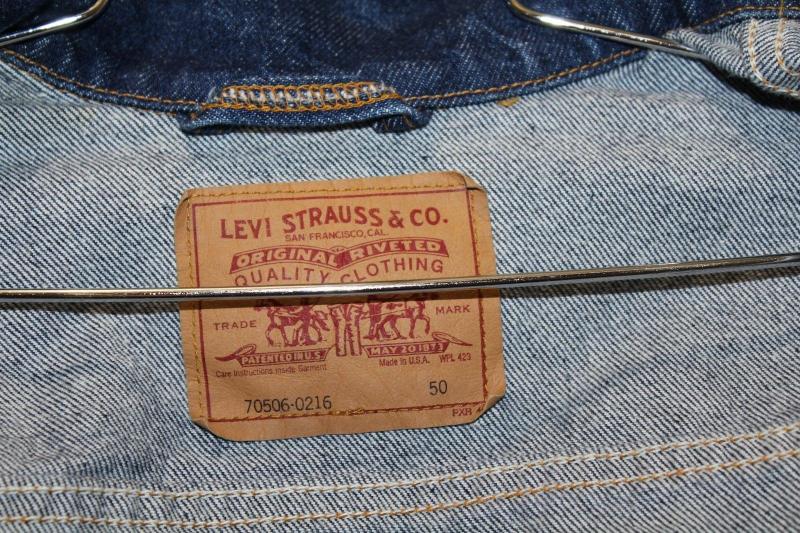 LEVI STRAUSS & CO.
SAN FRANCISCO, CAL.
ORIGINAL RIVETED
QUALITY CLOTHING
TRADE MARK
PATENTED IN U.S. MAY 20 1873
Made in U.S.A. WPL 423
Care Instructions Inside Garment
70506-0216 50
PXR 4